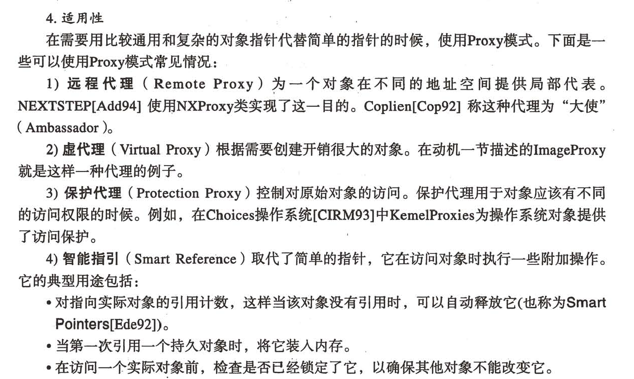 4. 适用性
在需要用比较通用和复杂的对象指针代替简单的指针的时候，使用Proxy模式。下面是一
些可以使用Proxy模式常见情况：
1) 远程代理（Remote Proxy）为一个对象在不同的地址空间提供局部代表。
NEXTSTEP[Add94] 使用NXProxy类实现了这一目的。Coplien[Cop92] 称这种代理为“大使”
（Ambassador）。
2) 虚代理（Virtual Proxy）根据需要创建开销很大的对象。在动机一节描述的ImageProxy
就是这样一种代理的例子。
3) 保护代理（Protection Proxy）控制对原始对象的访问。保护代理用于对象应该有不同
的访问权限的时候。例如，在Choices操作系统[CIRM93]中KemelProxies为操作系统对象提供
了访问保护。
4) 智能指引（Smart Reference）取代了简单的指针，它在访问对象时执行一些附加操作。
它的典型用途包括：
• 对指向实际对象的引用计数，这样当该对象没有引用时，可以自动释放它(也称为Smart
Pointers[Ede92])。
• 当第一次引用一个持久对象时，将它装入内存。
• 在访问一个实际对象前，检查是否已经锁定了它，以确保其他对象不能改变它。